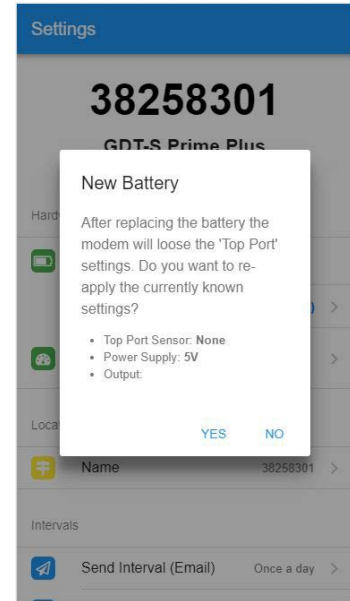 Settings
38258301
GDT-S Prime Plus
New Battery
After replacing the battery the
modem will loose the 'Top Port'
settings. Do you want to re-
apply the currently known
settings?
• Top Port Sensor: None
• Power Supply: 5V
• Output:
YES NO
Name 38258301
Intervals
Send Interval (Email) Once a day